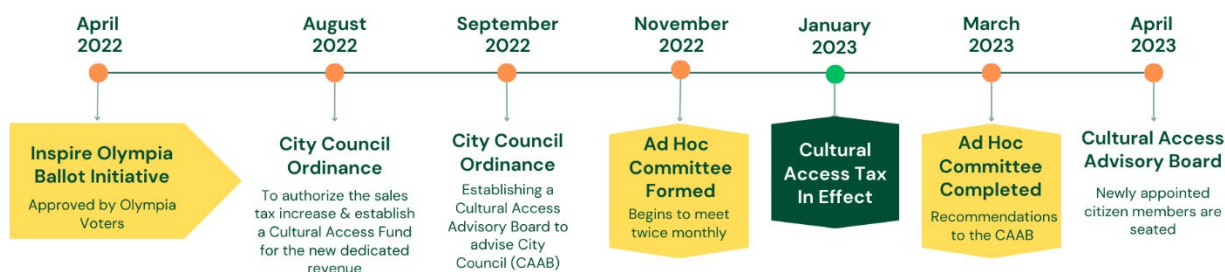 April
2022
August
2022
September
2022
November
2022
January
2023
March
2023
April
2023
Inspire Olympia
Ballot Initiative
Approved by Olympia
Voters
City Council
Ordinance
To authorize the sales
tax increase & establish
a Cultural Access Fund
for the new dedicated
revenue
City Council
Ordinance
Establishing a
Cultural Access
Advisory Board to
advise City
Council (CAAB)
Ad Hoc
Committee
Formed
Begins to meet
twice monthly
Cultural
Access Tax
In Effect
Ad Hoc
Committee
Completed
Recommendations
to the CAAB
Cultural Access
Advisory Board
Newly appointed
citizen members are
seated